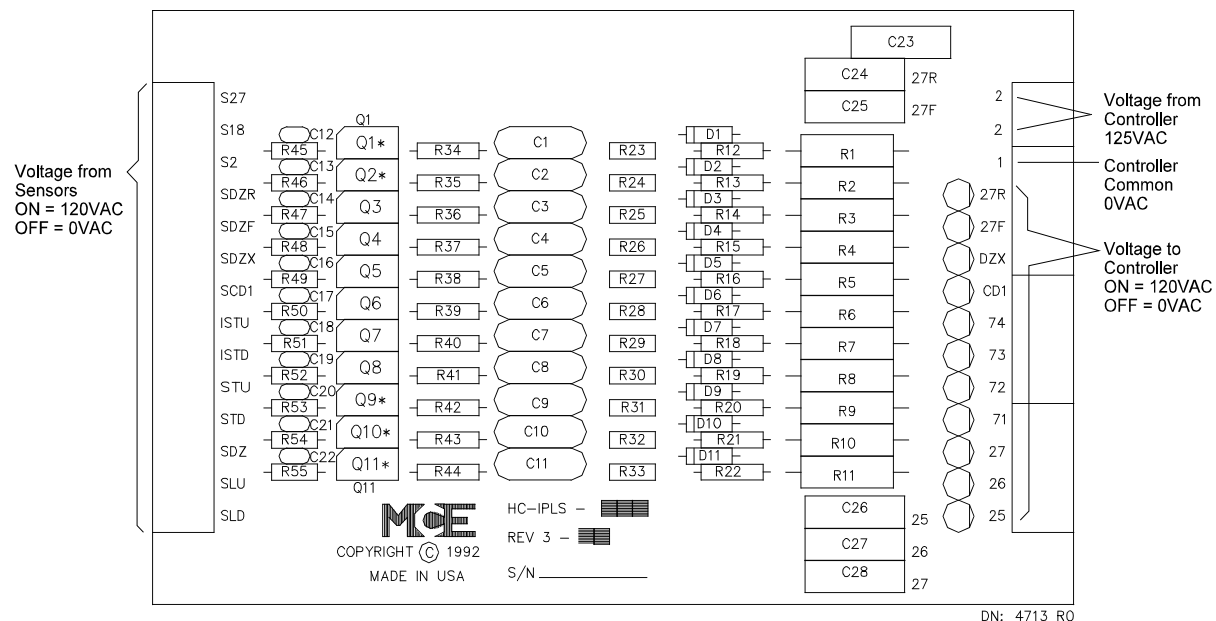 C23
C24 27R
C25 27F
Voltage from
Sensors
ON = 120VAC
OFF = 0VAC
S27
S18
S2
SDZR
SDZF
SDZX
SCD1
ISTU
ISTD
STU
STD
SDZ
SLU
SLD
Q1
C12 Q1* C1 D1
R45 R34 R23 R12 R1
C13 Q2* C2 D2
R46 R35 R24 R13 R2
C14 Q3 C3 D3
R47 R36 R25 R14 R3
C15 Q4 C4 D4
R48 R37 R26 R15 R4
C16 Q5 C5 D5
R49 R38 R27 R16 R5
C17 Q6 C6 D6
R50 R39 R28 R17 R6
C18 Q7 C7 D7
R51 R40 R29 R18 R7
C19 Q8 C8 D8
R52 R41 R30 R19 R8
C20 Q9* C9 D9
R53 R42 R31 R20 R9
C21 Q10* C10 D10
R54 R43 R32 R21 R10
C22 Q11* C11 D11
R55 R44 R33 R22 R11
Q11
2
2
1
27R
27F
DZX
CD1
74
73
72
71
27
26
25
Voltage from
Controller
125VAC
Controller
Common
0VAC
Voltage to
Controller
ON = 120VAC
OFF = 0VAC
MCE
COPYRIGHT © 1992
MADE IN USA
HC-IPLS –
REV 3 –
S/N
C26 25
C27 26
C28 27
DN: 4713 R0